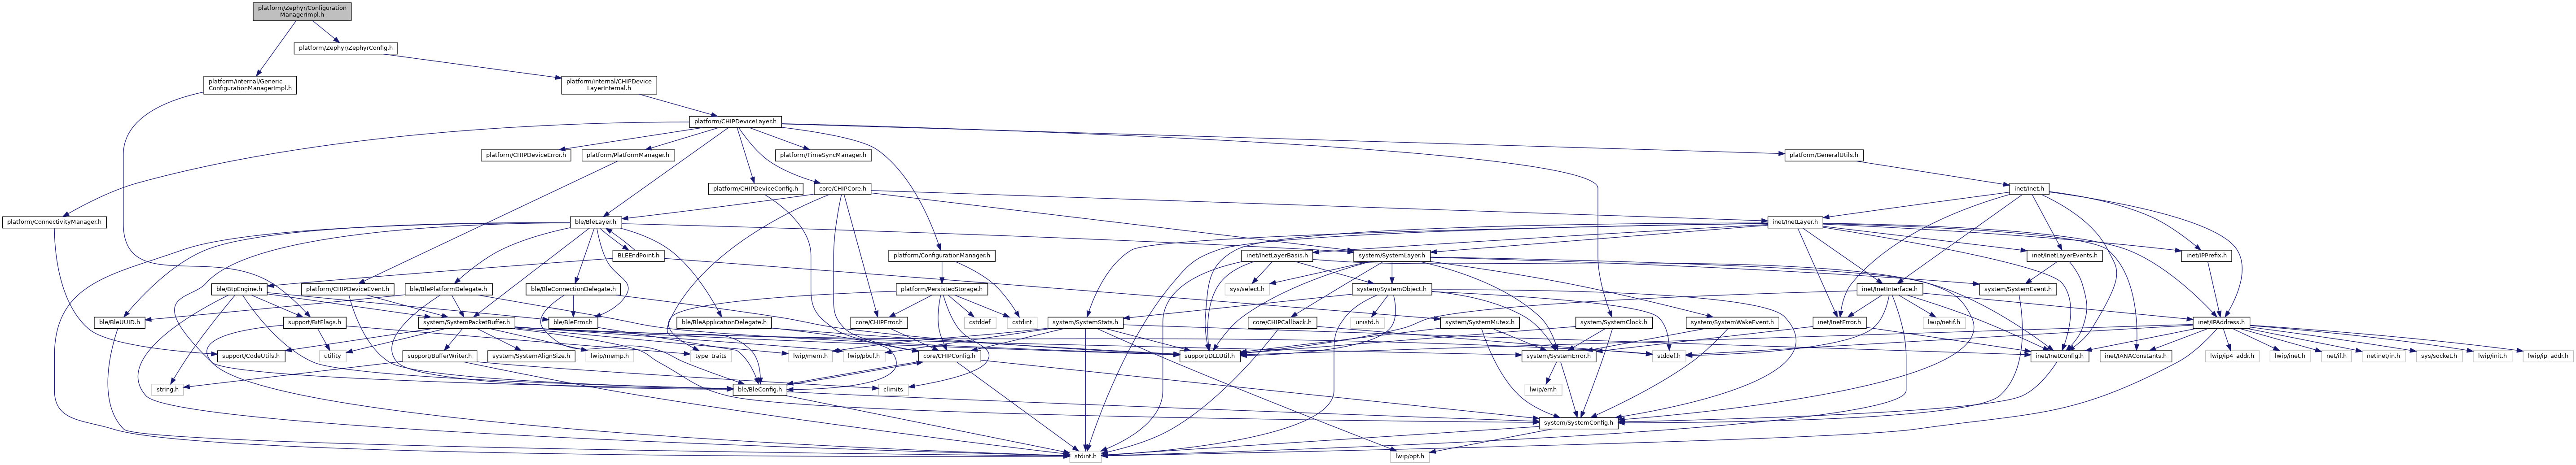 platform/Zephyr/Configuration
ManagerImpl.h
platform/Zephyr/ZephyrConfig.h
platform/internal/Generic
ConfigurationManagerImpl.h
platform/internal/CHIPDevice
LayerInternal.h
platform/CHIPDeviceLayer.h
platform/CHIPDeviceError.h
platform/PlatformManager.h
platform/TimeSyncManager.h
platform/GeneralUtils.h
platform/CHIPDeviceConfig.h
core/CHIPCore.h
inet/Inet.h
platform/ConnectivityManager.h
ble/BleLayer.h
inet/InetLayer.h
BLEEndPoint.h
platform/ConfigurationManager.h
inet/InetLayerBasis.h
system/SystemLayer.h
inet/InetLayerEvents.h
inet/IPPrefix.h
ble/BtpEngine.h
platform/CHIPDeviceEvent.h
ble/BlePlatformDelegate.h
ble/BleConnectionDelegate.h
platform/PersistedStorage.h
sys/select.h
system/SystemObject.h
inet/InetInterface.h
system/SystemEvent.h
ble/BleUUID.h
support/BitFlags.h
system/SystemPacketBuffer.h
ble/BleError.h
ble/BleApplicationDelegate.h
core/CHIPError.h
cstddef
cstdint
system/SystemStats.h
core/CHIPCallback.h
unistd.h
system/SystemMutex.h
system/SystemClock.h
system/SystemWakeEvent.h
inet/InetError.h
lwip/netif.h
inet/IPAddress.h
support/CodeUtils.h
utility
support/BufferWriter.h
system/SystemAlignSize.h
lwip/memp.h
type_traits
lwip/mem.h
lwip/pbuf.h
core/CHIPConfig.h
support/DLLUtil.h
system/SystemError.h
stddef.h
inet/InetConfig.h
inet/IANAConstants.h
lwip/ip4_addr.h
lwip/inet.h
net/if.h
netinet/in.h
sys/socket.h
lwip/init.h
lwip/ip_addr.h
string.h
ble/BleConfig.h
climits
lwip/err.h
system/SystemConfig.h
stdint.h
lwip/opt.h